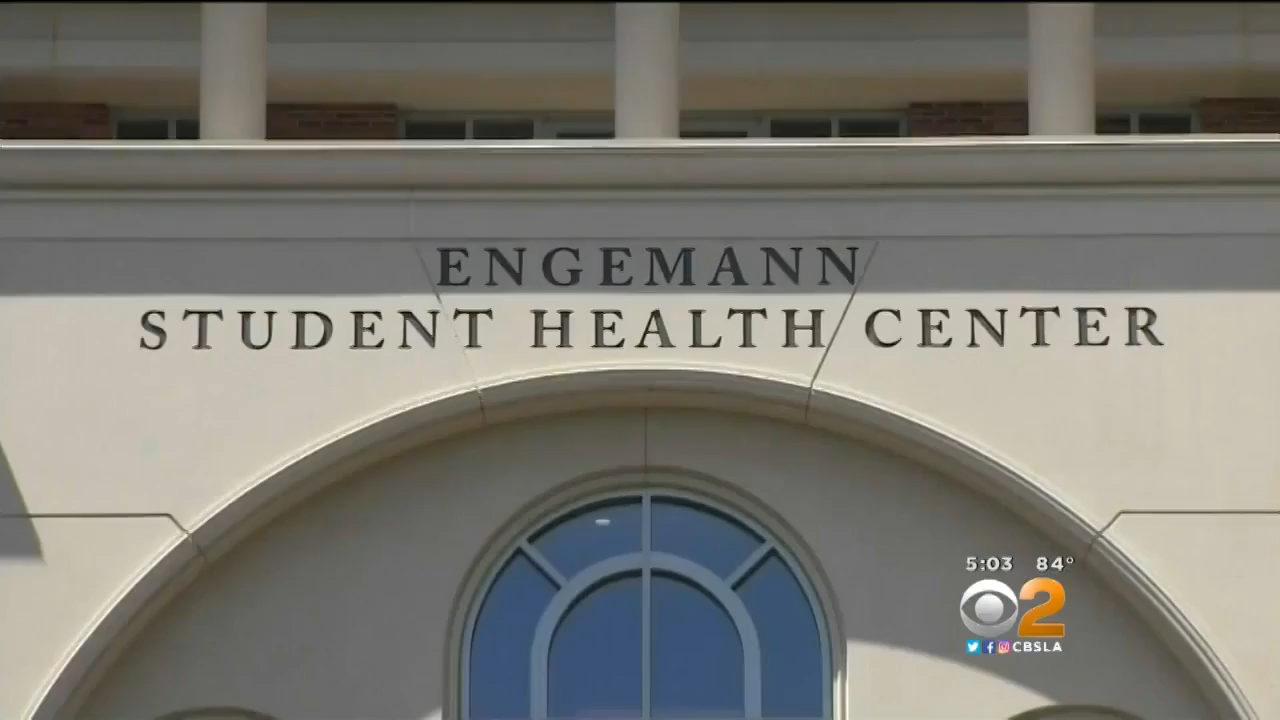 ENGEMANN
STUDENT HEALTH CENTER
5:03 84°
2
CBSLA